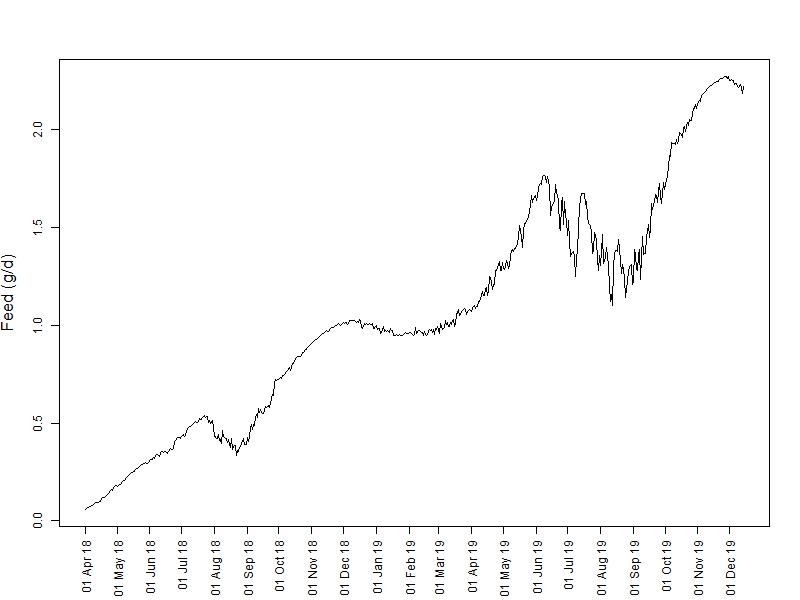 Feed (g/d)
2.0
1.5
1.0
0.5
0.0
01 Apr 18
01 May 18
01 Jun 18
01 Jul 18
01 Aug 18
01 Sep 18
01 Oct 18
01 Nov 18
01 Dec 18
01 Jan 19
01 Feb 19
01 Mar 19
01 Apr 19
01 May 19
01 Jun 19
01 Jul 19
01 Aug 19
01 Sep 19
01 Oct 19
01 Nov 19
01 Dec 19